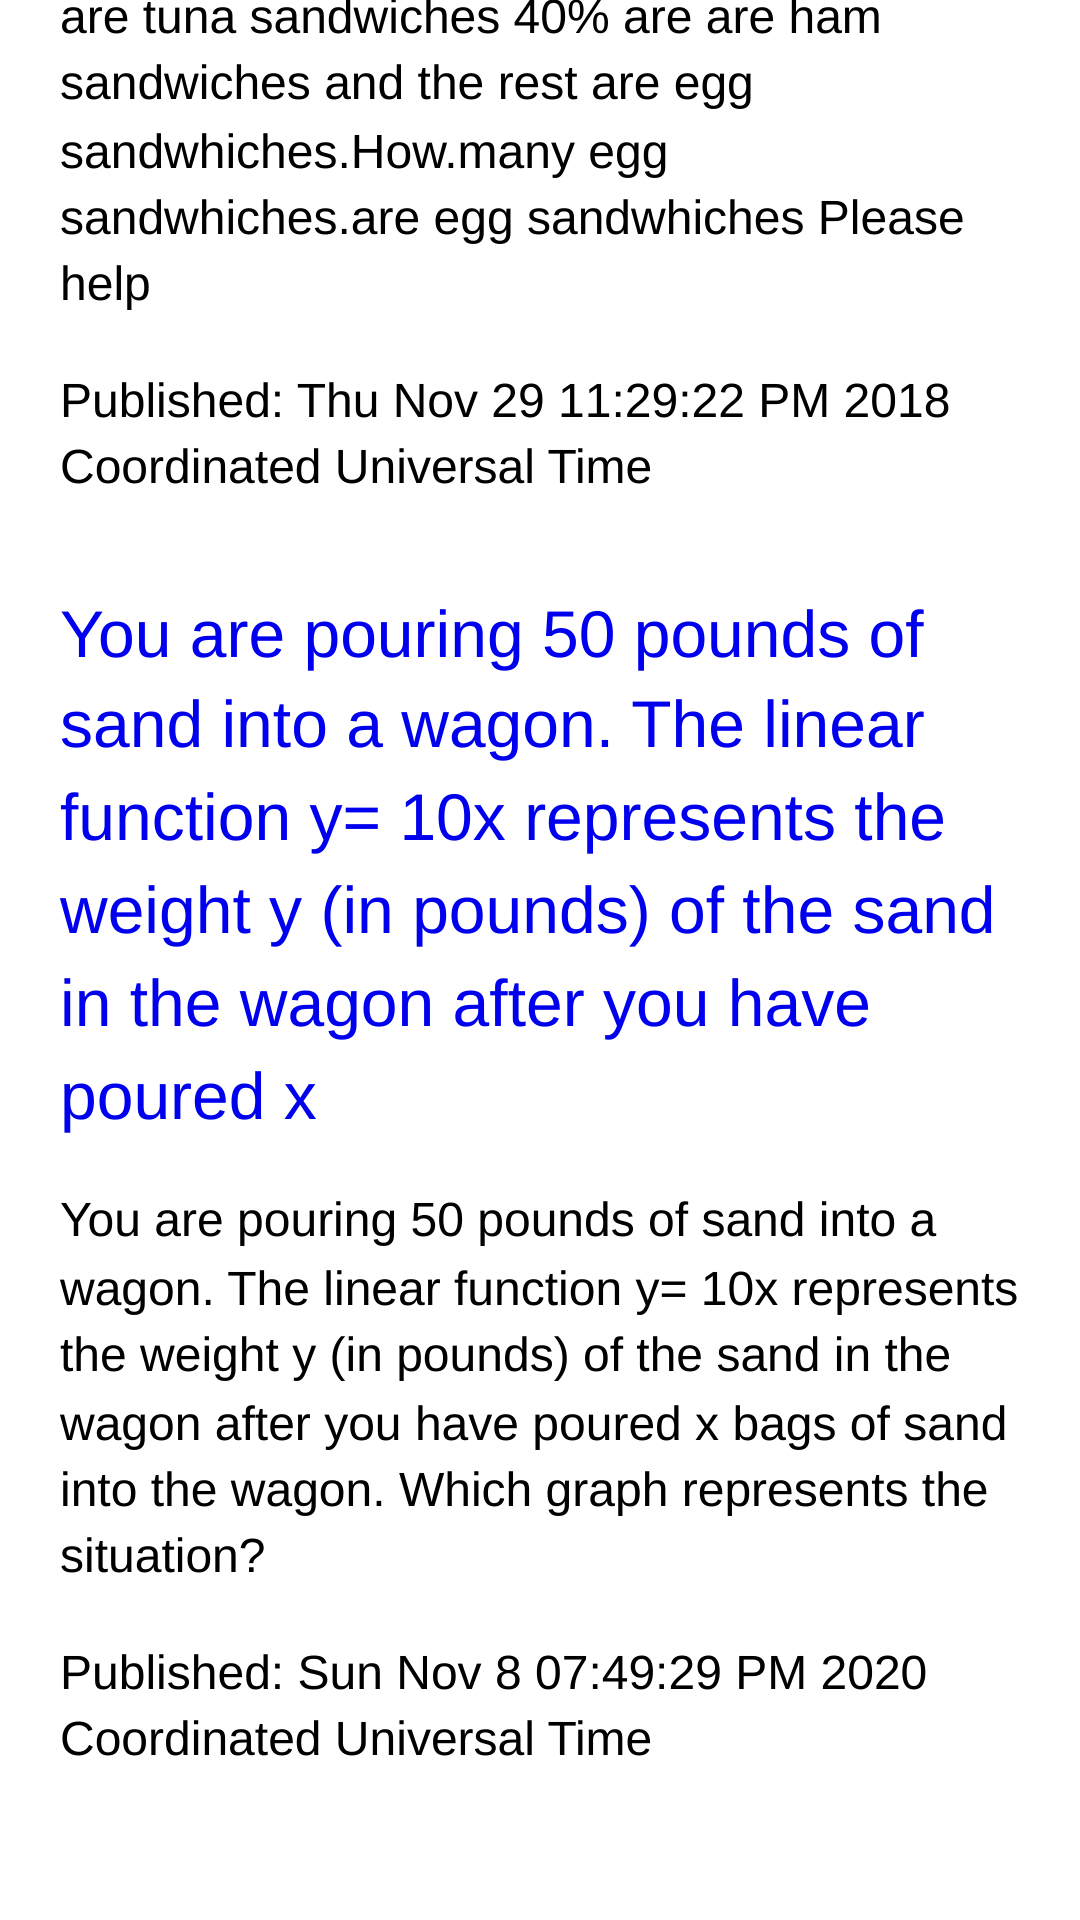 are tuna sandwiches 40% are are ham
sandwiches and the rest are egg
sandwhiches.How.many egg
sandwhiches.are egg sandwhiches Please
help
Published: Thu Nov 29 11:29:22 PM 2018
Coordinated Universal Time
You are pouring 50 pounds of
sand into a wagon. The linear
function y= 10x represents the
weight y (in pounds) of the sand
in the wagon after you have
poured x
You are pouring 50 pounds of sand into a
wagon. The linear function y= 10x represents
the weight y (in pounds) of the sand in the
wagon after you have poured x bags of sand
into the wagon. Which graph represents the
situation?
Published: Sun Nov 8 07:49:29 PM 2020
Coordinated Universal Time